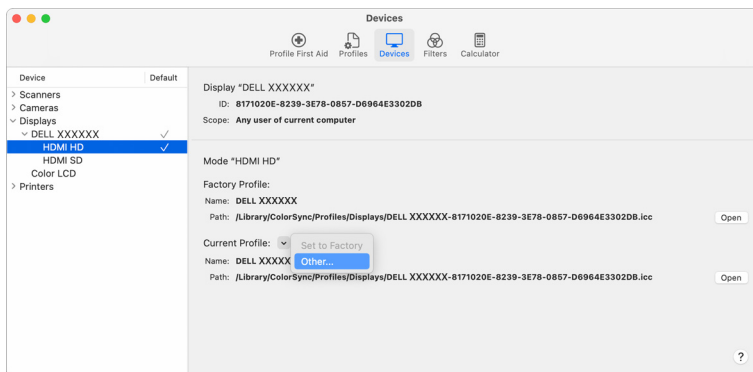 Devices
Profile First Aid Profiles Devices Filters Calculator
Device Default
Scanners
Cameras
Displays
DELL XXXXXX
HDMI HD
HDMI SD
Color LCD
Printers
Display "DELL XXXXXX"
ID: 8171020E-8239-3E78-0857-D6964E3302DB
Scope: Any user of current computer
Mode "HDMI HD"
Factory Profile:
Name: DELL XXXXXX
Path: /Library/ColorSync/Profiles/Displays/DELL XXXXXX-8171020E-8239-3E78-0857-D6964E3302DB.icc Open
Current Profile: Set to Factory
Other...
Name: DELL XXXXX
Path: /Library/ColorSync/Profiles/Displays/DELL XXXXXX-8171020E-8239-3E78-0857-D6964E3302DB.icc Open
?